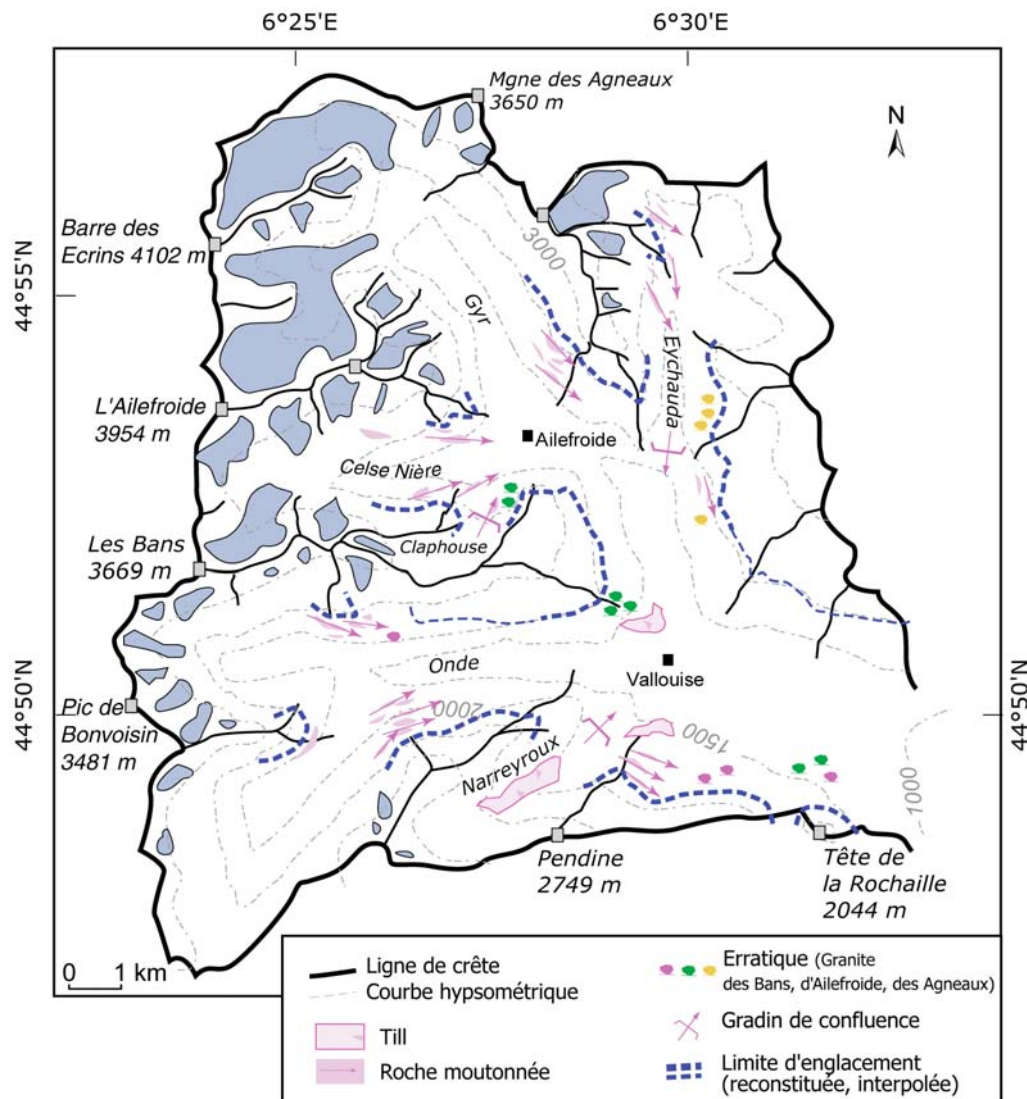 6°25'E
6°30'E
Mgne des Agneaux
3650 m
N
Barre des
Ecrins 4102 m
3000
44°55'N
Gyr
Eychauda
L'Ailefroide
3954 m
Ailefroide
Celse Nière
Claphouse
Les Bans
3669 m
Onde
Vallouise
44°50'N
44°50'N
Pic de
Bonvoisin
3481 m
2000
1500
1000
Narreyroux
Pendine
2749 m
Tête de
la Rochaille
2044 m
0 1 km
Ligne de crête
Courbe hypsométrique
Till
Roche moutonnée
Erratique (Granite
des Bans, d'Ailefroide, des Agneaux)
Gradin de confluence
Limite d'englacement
(reconstituée, interpolée)